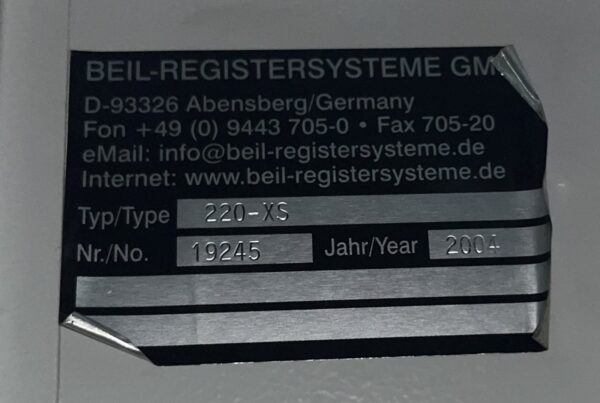 BEIL-REGISTERSYSTEME
D-93326 Abensberg/Germany
Fon +49 (0) 9443 705-0 • Fax 705-20
eMail: info@beil-registersysteme.de
Internet: www.beil-registersysteme.de
Typ/Type 220-XS
Nr./No. 19245 Jahr/Year 2004